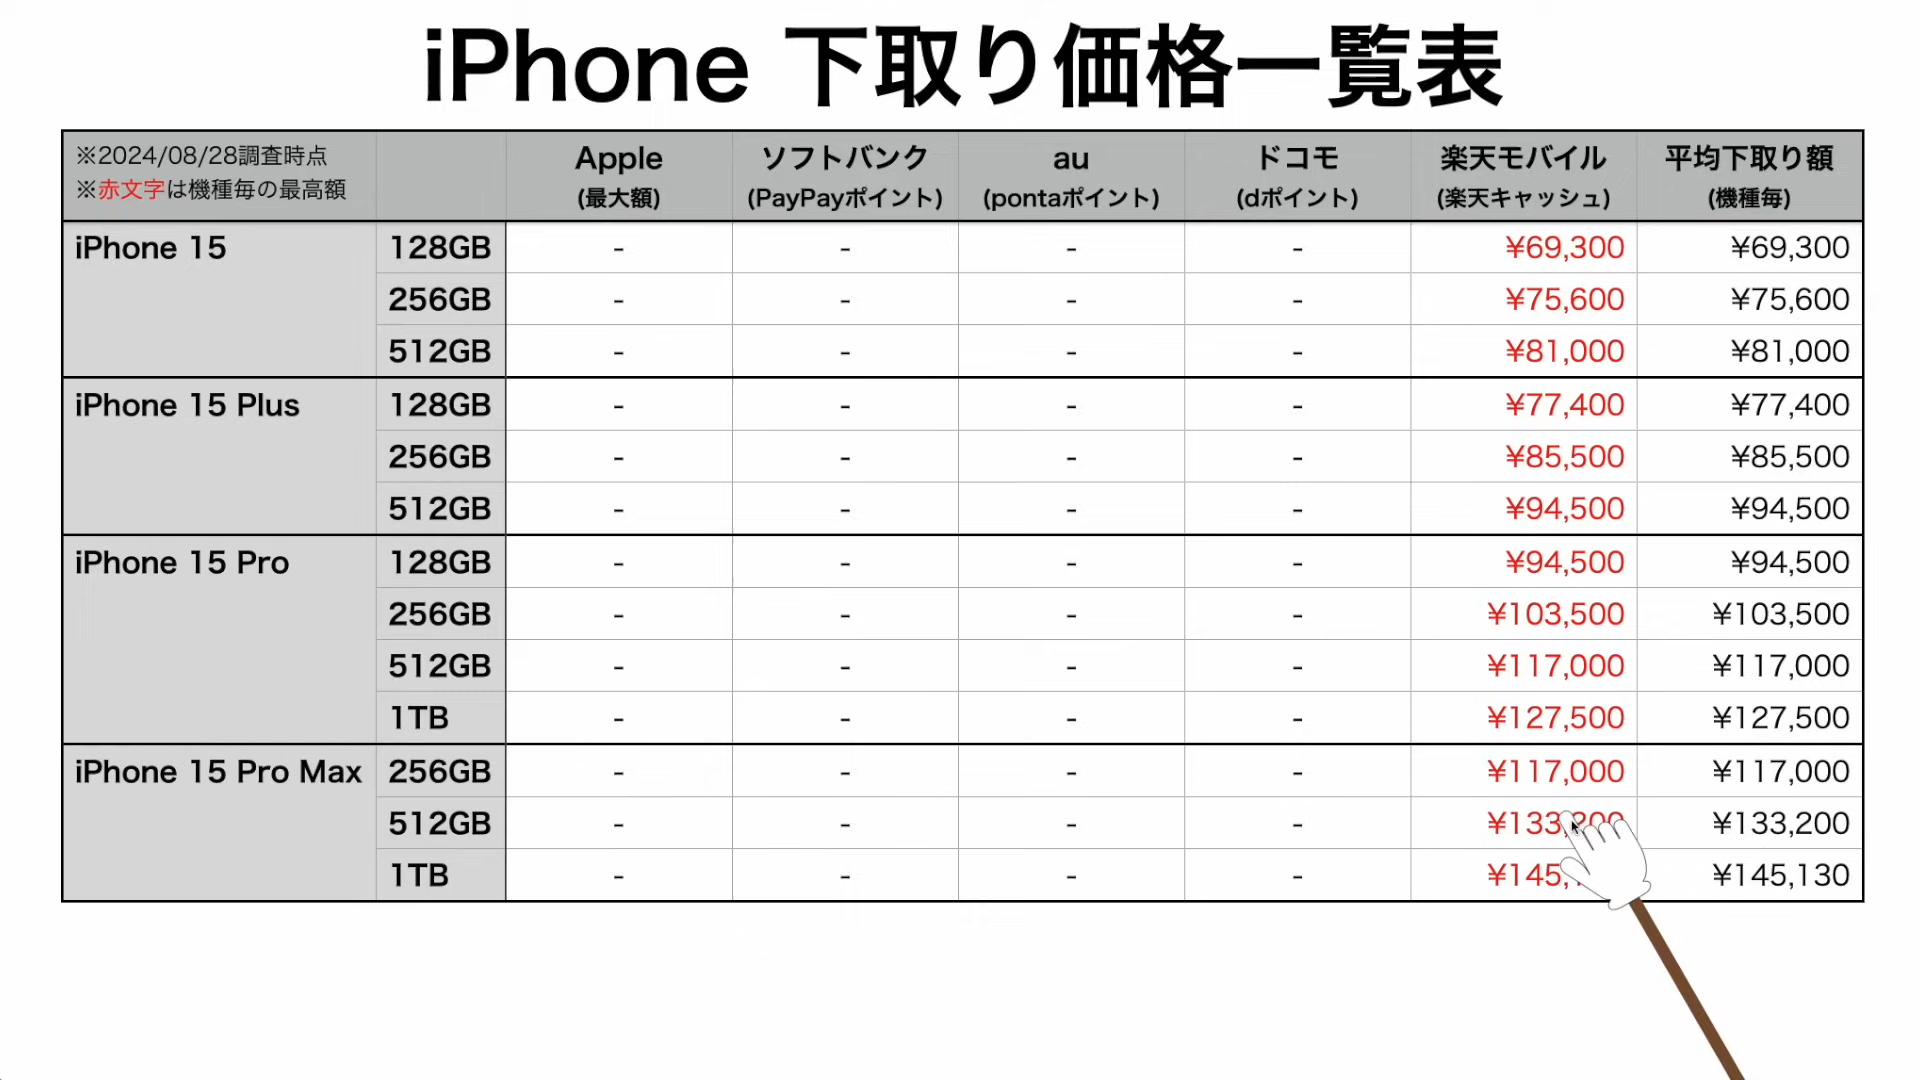 iPhone 下取り価格一覧表
※2024/08/28調査時点
※赤文字は機種毎の最高額
Apple ソフトバンク au ドコモ 楽天モバイル 平均下取り額
(最大額) (PayPayポイント) (pontaポイント) (dポイント) (楽天キャッシュ) (機種毎)
iPhone 15 128GB - - - - ¥69,300 ¥69,300
256GB - - - - ¥75,600 ¥75,600
512GB - - - - ¥81,000 ¥81,000
iPhone 15 Plus 128GB - - - - ¥77,400 ¥77,400
256GB - - - - ¥85,500 ¥85,500
512GB - - - - ¥94,500 ¥94,500
iPhone 15 Pro 128GB - - - - ¥94,500 ¥94,500
256GB - - - - ¥103,500 ¥103,500
512GB - - - - ¥117,000 ¥117,000
1TB - - - - ¥127,500 ¥127,500
iPhone 15 Pro Max 256GB - - - - ¥117,000 ¥117,000
512GB - - - - ¥133,200 ¥133,200
1TB - - - - ¥145,130